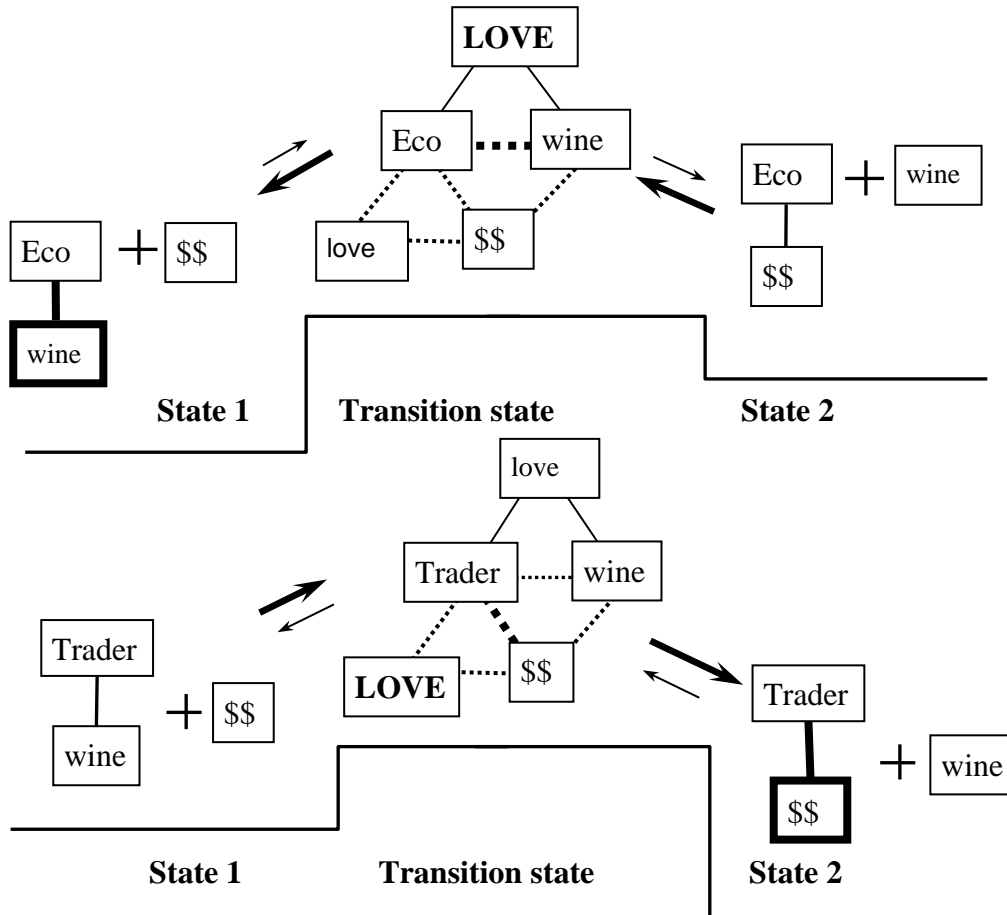 LOVE
Eco
wine
Eco
+
wine
Eco
+
$$
love
$$
$$
wine
State 1
Transition state
State 2
love
Trader
wine
Trader
+
$$
LOVE
$$
Trader
wine
+
wine
$$
State 1
Transition state
State 2